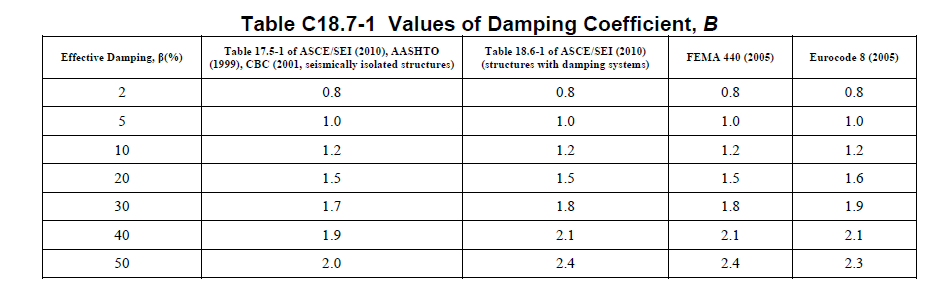 Table C18.7-1 Values of Damping Coefficient, B
Effective Damping, β(%)
Table 17.5-1 of ASCE/SEI (2010), AASHTO
(1999), CBC (2001, seismically isolated structures)
Table 18.6-1 of ASCE/SEI (2010)
(structures with damping systems)
FEMA 440 (2005)
Eurocode 8 (2005)
2 0.8 0.8 0.8 0.8
5 1.0 1.0 1.0 1.0
10 1.2 1.2 1.2 1.2
20 1.5 1.5 1.5 1.6
30 1.7 1.8 1.8 1.9
40 1.9 2.1 2.1 2.1
50 2.0 2.4 2.4 2.3